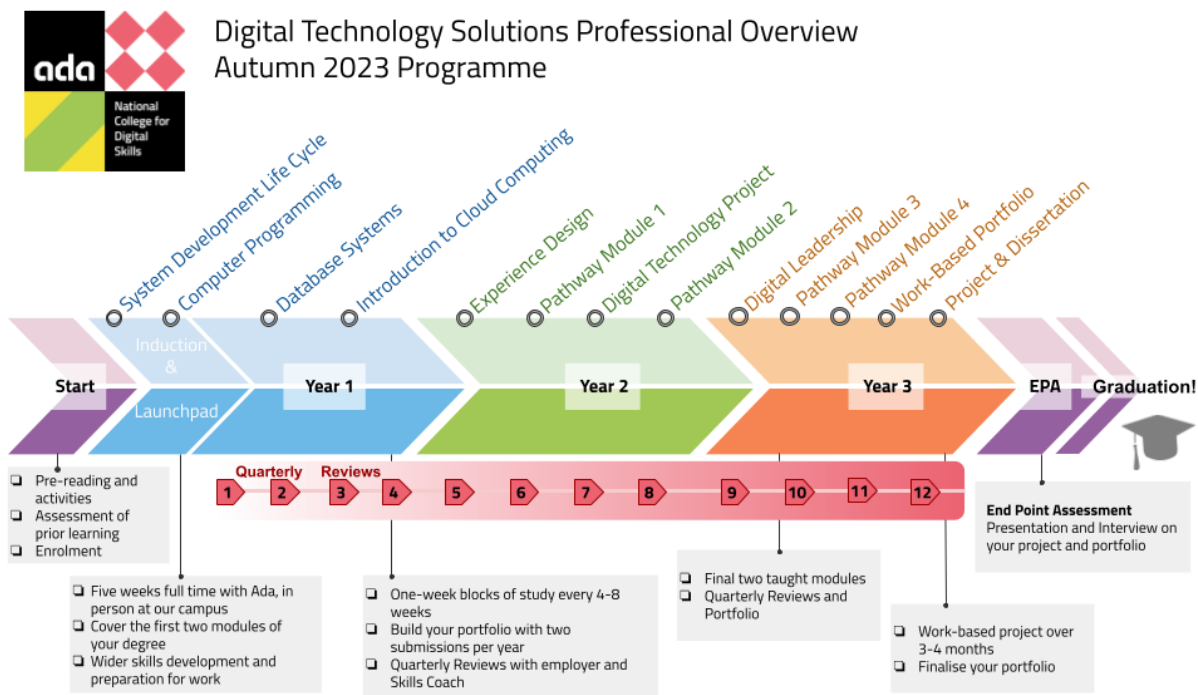 ada
National
College for
Digital
Skills
Digital Technology Solutions Professional Overview
Autumn 2023 Programme
System Development Life Cycle
Computer Programming
Database Systems
Introduction to Cloud Computing
Experience Design
Pathway Module 1
Digital Technology Project
Pathway Module 2
Digital Leadership
Pathway Module 3
Pathway Module 4
Work-Based Portfolio
Project & Dissertation
Start
Induction
&
Launchpad
Year 1
Year 2
Year 3
EPA
Graduation!
Quarterly Reviews
1 2 3 4 5 6 7 8 9 10 11 12
Pre-reading and
activities
Assessment of
prior learning
Enrolment
Five weeks full time with Ada, in
person at our campus
Cover the first two modules of
your degree
Wider skills development and
preparation for work
One-week blocks of study every 4-8
weeks
Build your portfolio with two
submissions per year
Quarterly Reviews with employer and
Skills Coach
Final two taught modules
Quarterly Reviews and
Portfolio
Work-based project over
3-4 months
Finalise your portfolio
End Point Assessment
Presentation and Interview on
your project and portfolio